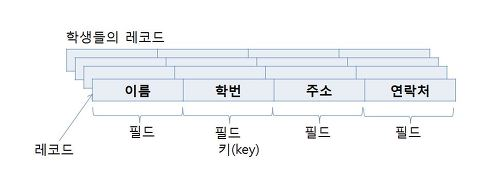 학생들의 레코드
이름 학번 주소 연락처
필드 필드 필드 필드
레코드 키(key)